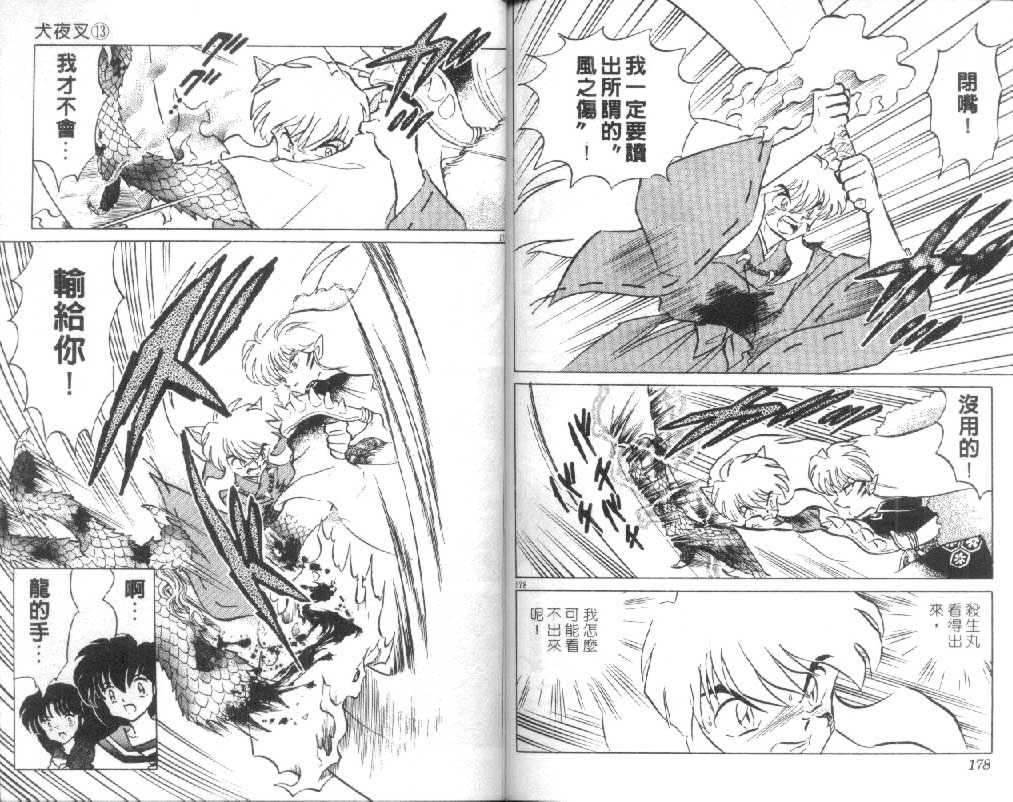 閉嘴！
我一定要讀
出所謂的〝
風之傷〞！
沒用的！
殺生丸
看得出
來，
我怎麼
可能看
不出來
呢！
178
178
犬夜叉⑬
我才不會…
輸給你！
啊…
龍的手…